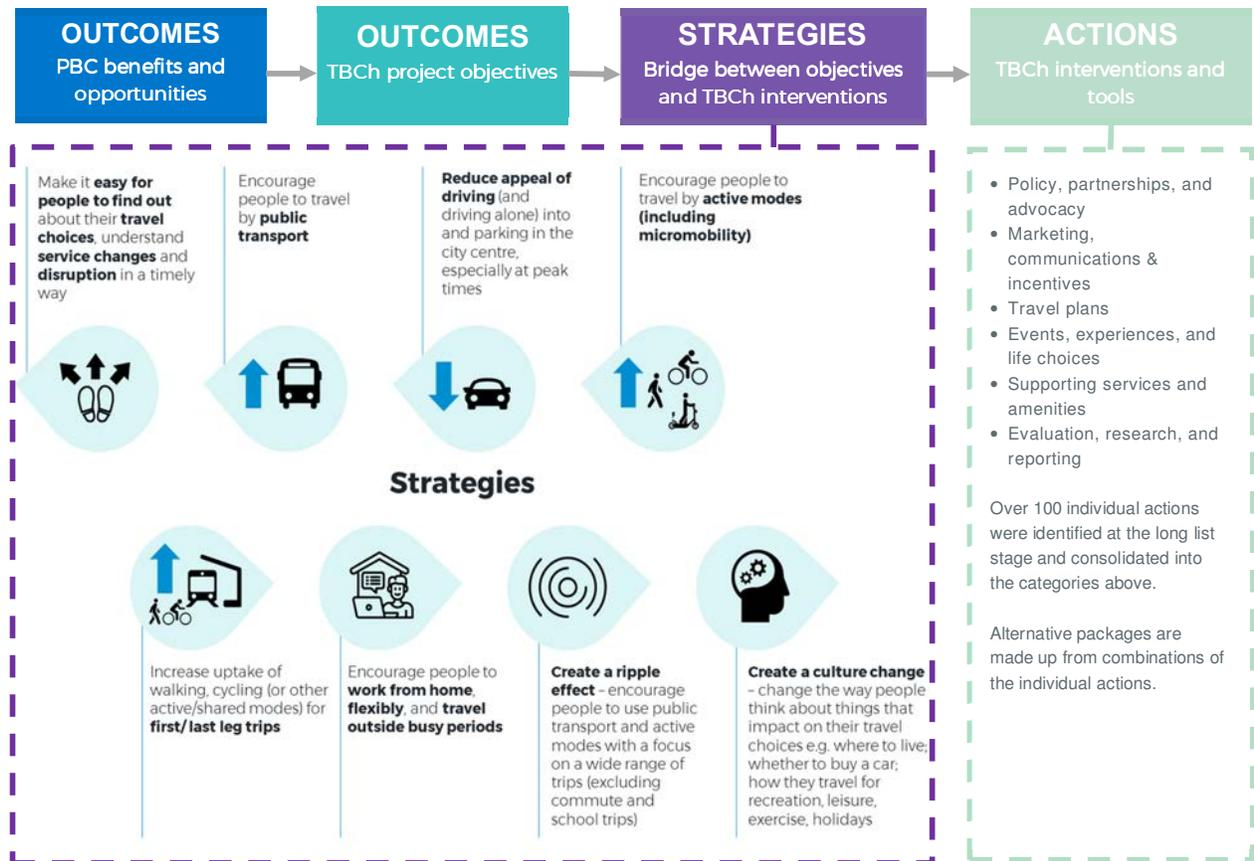 OUTCOMES
PBC benefits and
opportunities
OUTCOMES
TBCh project objectives
STRATEGIES
Bridge between objectives
and TBCh interventions
ACTIONS
TBCh interventions and
tools
Make it easy for
people to find out
about their travel
choices, understand
service changes and
disruption in a timely
way
Encourage
people to travel
by public
transport
Reduce appeal of
driving (and
driving alone) into
and parking in the
city centre,
especially at peak
times
Encourage people to
travel by active modes
(including
micromobility)
Strategies
Increase uptake of
walking, cycling (or other
active/shared modes) for
first/last leg trips
Encourage people to
work from home,
flexibly, and travel
outside busy periods
Create a ripple
effect – encourage
people to use public
transport and active
modes with a focus
on a wide range of
trips (excluding
commute and
school trips)
Create a culture change
– change the way people
think about things that
impact on their travel
choices e.g. where to live;
whether to buy a car;
how they travel for
recreation, leisure,
exercise, holidays
• Policy, partnerships, and
advocacy
• Marketing,
communications &
incentives
• Travel plans
• Events, experiences, and
life choices
• Supporting services and
amenities
• Evaluation, research, and
reporting
Over 100 individual actions
were identified at the long list
stage and consolidated into
the categories above.
Alternative packages are
made up from combinations of
the individual actions.